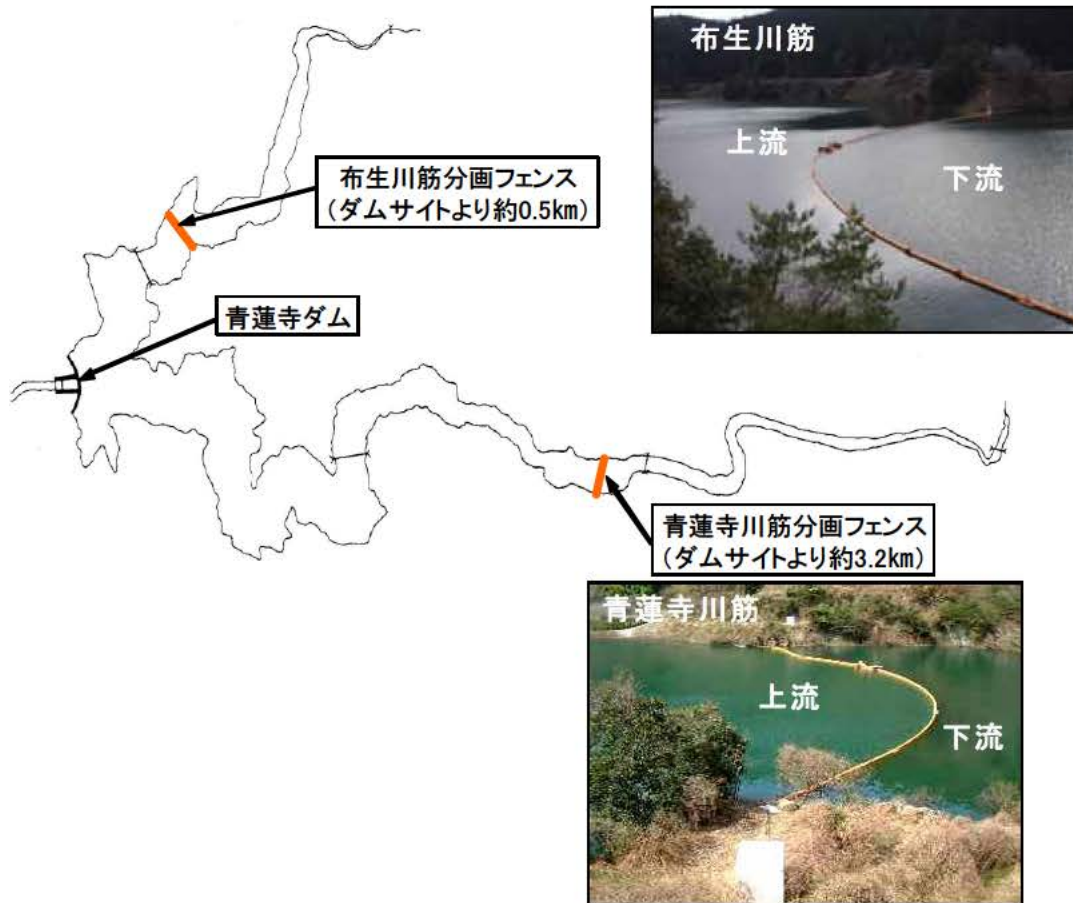 布生川筋
上流
下流
布生川筋分画フェンス
(ダムサイトより約0.5km)
青蓮寺ダム
青蓮寺川筋分画フェンス
(ダムサイトより約3.2km)
青蓮寺川筋
上流
下流